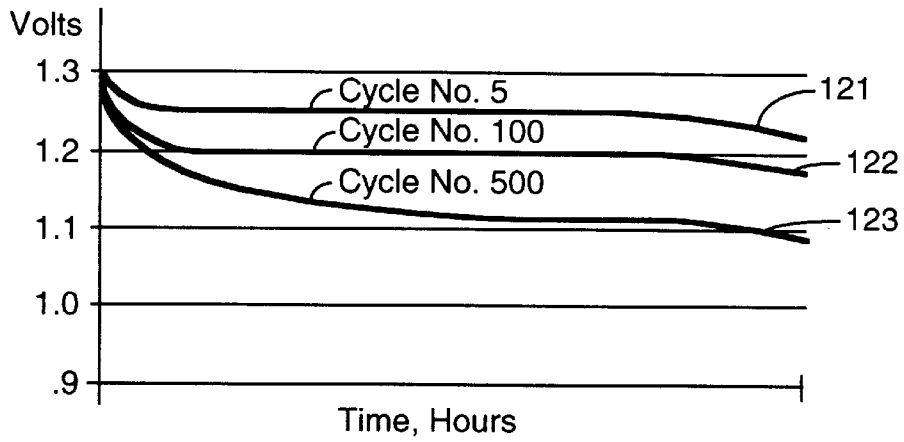 Volts
1.3
Cycle No. 5
121
Cycle No. 100
1.2
122
Cycle No. 500
1.1
123
1.0
.9
Time, Hours